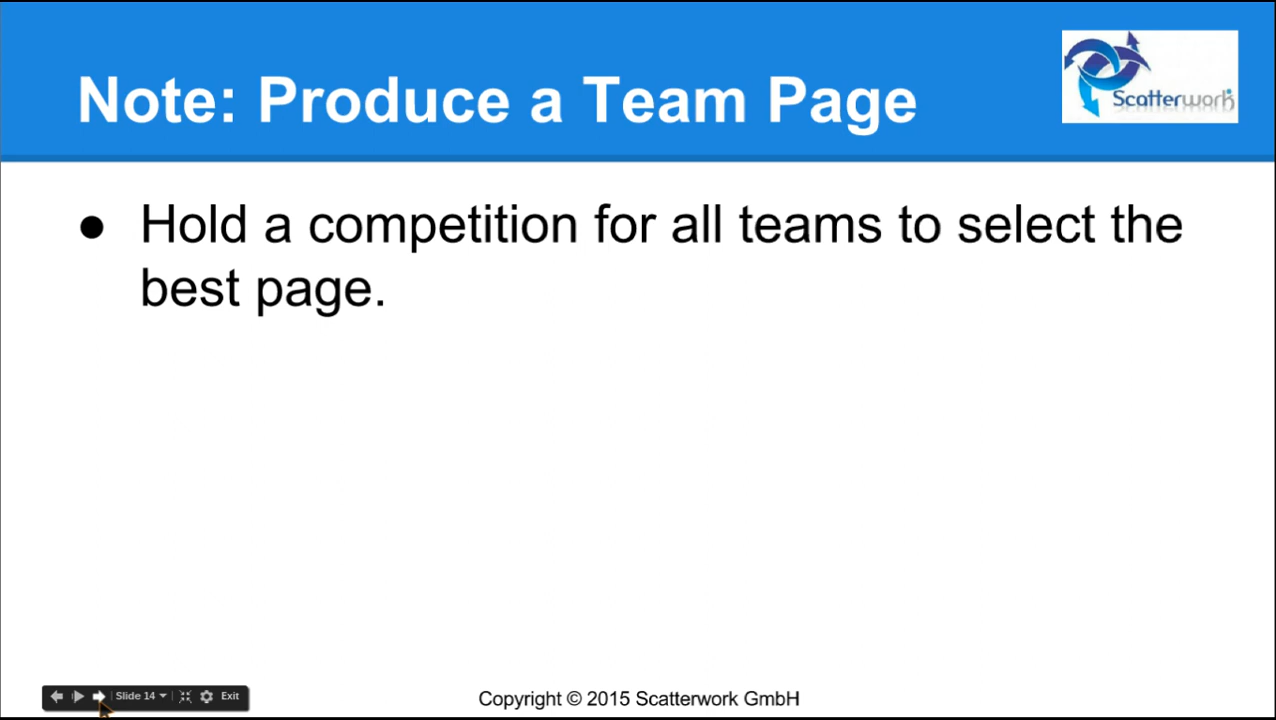 Note: Produce a Team Page
Scatterwork
● Hold a competition for all teams to select the
best page.
Slide 14
Exit
Copyright © 2015 Scatterwork GmbH